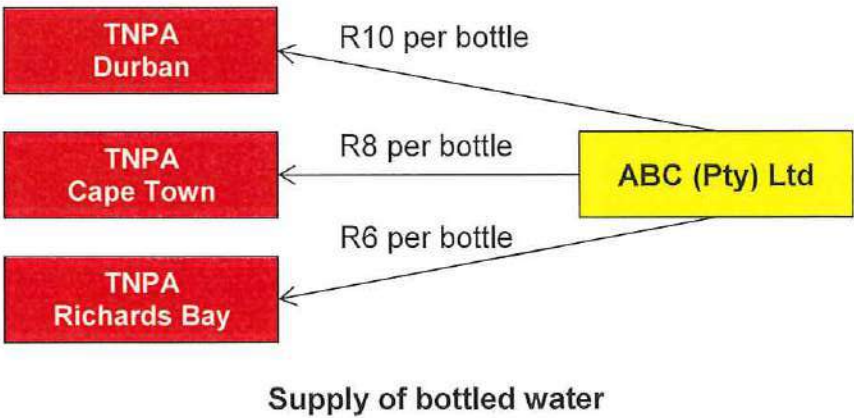 TNPA
Durban
R10 per bottle
TNPA
Cape Town
R8 per bottle
ABC (Pty) Ltd
R6 per bottle
TNPA
Richards Bay
Supply of bottled water